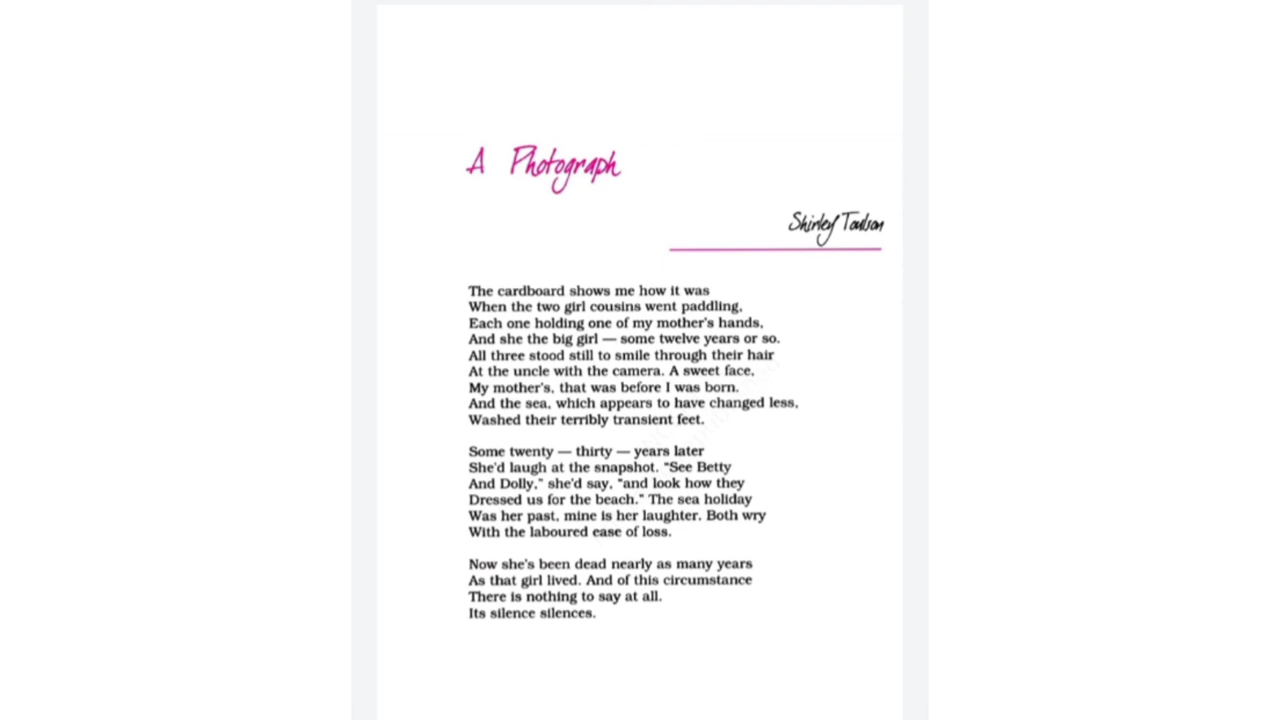 A Photograph
Shirley Toulson
The cardboard shows me how it was
When the two girl cousins went paddling,
Each one holding one of my mother's hands,
And she the big girl — some twelve years or so.
All three stood still to smile through their hair
At the uncle with the camera. A sweet face,
My mother's, that was before I was born.
And the sea, which appears to have changed less,
Washed their terribly transient feet.
Some twenty — thirty — years later
She'd laugh at the snapshot. "See Betty
And Dolly," she'd say, "and look how they
Dressed us for the beach." The sea holiday
Was her past, mine is her laughter. Both wry
With the laboured ease of loss.
Now she's been dead nearly as many years
As that girl lived. And of this circumstance
There is nothing to say at all.
Its silence silences.